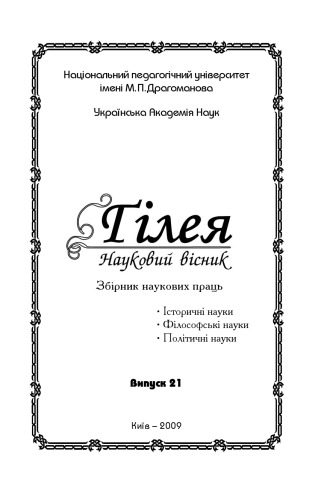 Національний педагогічний університет
імені М.П.Драгоманова
Українська Академія Наук
Гілея
Науковий вісник
Збірник наукових праць
• Історичні науки
• Філософські науки
• Політичні науки
Випуск 21
Київ – 2009